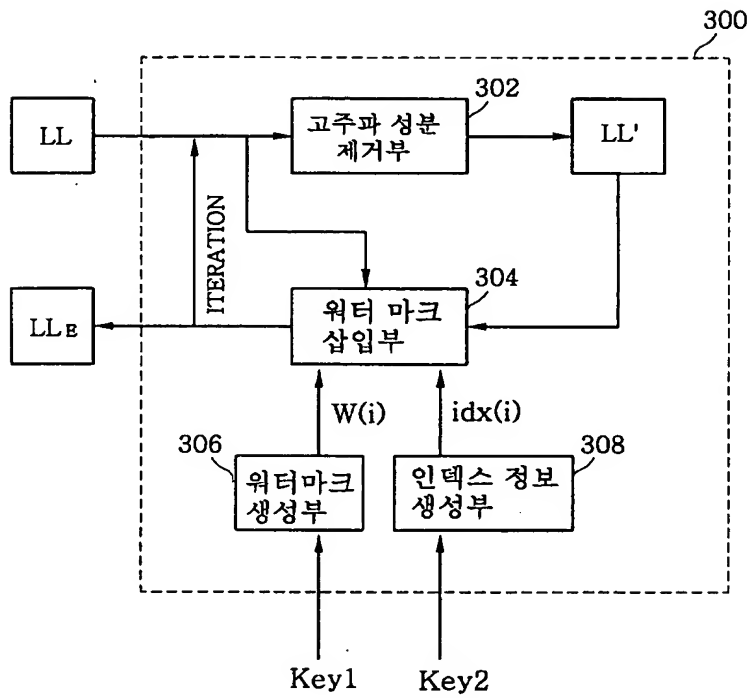 300
302
LL
고주파 성분
제거부
LL'
ITERATION
304
LLE
워터 마크
삽입부
W(i)
idx(i)
306
308
워터마크
생성부
인덱스 정보
생성부
Key1
Key2